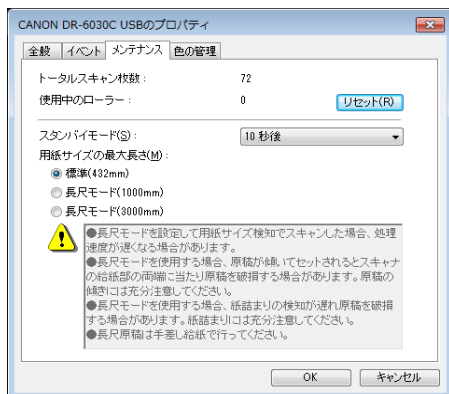 CANON DR-6030C USBのプロパティ
全般 イベント メンテナンス 色の管理
トータルスキャン枚数： 72
使用中のローラー： 0 リセット(R)
スタンバイモード(S)： 10 秒後
用紙サイズの最大長さ(M)：
標準(432mm)
長尺モード(1000mm)
長尺モード(3000mm)
●長尺モードを設定して用紙サイズ検知でスキャンした場合、処理
速度が遅くなる場合があります。
●長尺モードを使用する場合、原稿が傾いてセットされるとスキャナ
の給紙部の両端に当たり原稿を破損する場合があります。原稿の
傾きには充分注意してください。
●長尺モードを使用する場合、紙詰まりの検知が遅れ原稿を破損
する場合があります。紙詰まりには充分注意してください。
●長尺原稿は手差し給紙で行ってください。
OK キャンセル